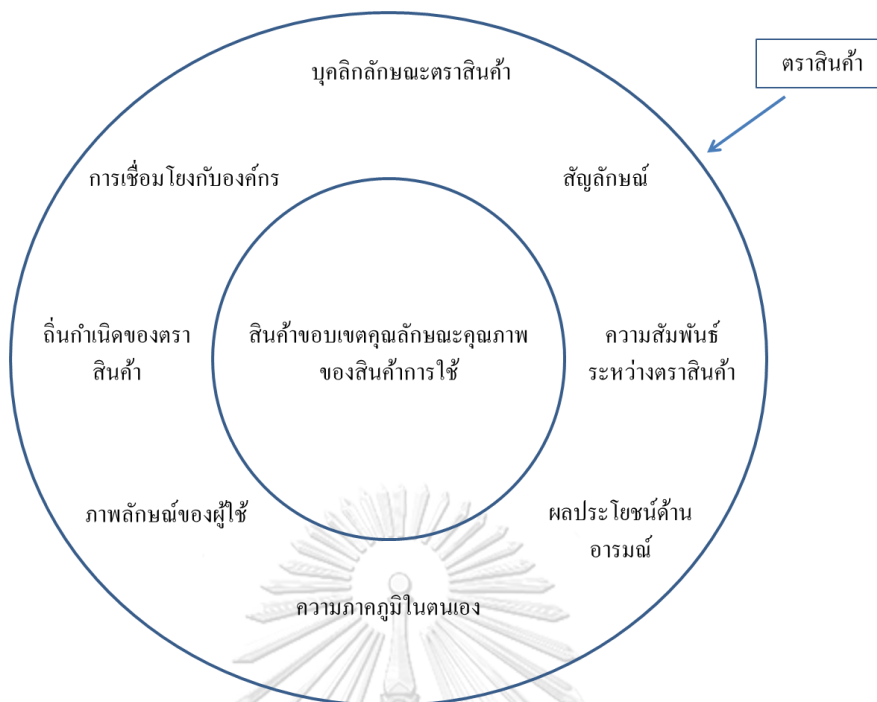 บุคลิกลักษณะตราสินค้า
ตราสินค้า
การเชื่อมโยงกับองค์กร
สัญลักษณ์
ถิ่นกำเนิดของตรา
สินค้า
สินค้าขอบเขตคุณลักษณะคุณภาพ
ของสินค้าการใช้
ความสัมพันธ์
ระหว่างตราสินค้า
ภาพลักษณ์ของผู้ใช้
ผลประโยชน์ด้าน
อารมณ์
ความภาคภูมิในตนเอง